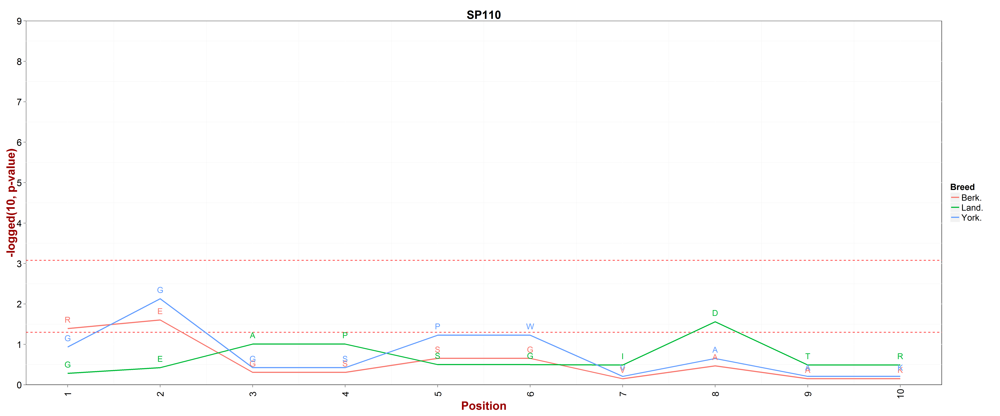 SP110
9
8
7
6
5
4
3
2
1
0
-logged(10, p-value)
G
E
R
D
P W
G
A P
A
S G
A
S G
I T R
G
E
G S
G S
V A K
V A K
1 2 3 4 5 6 7 8 9 10
Position
Breed
Berk.
Land.
York.